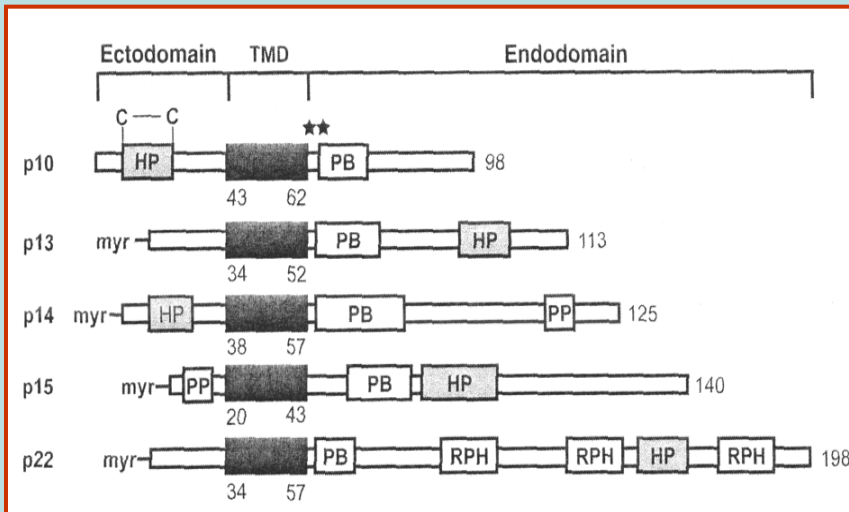 Ectodomain TMD Endodomain
C — C
★★
p10 HP PB 98
43 62
p13 myr PB HP 113
34 52
p14 myr HP PB PP 125
38 57
p15 myr PP PB HP 140
20 43
p22 myr PB RPH RPH HP RPH 198
34 57